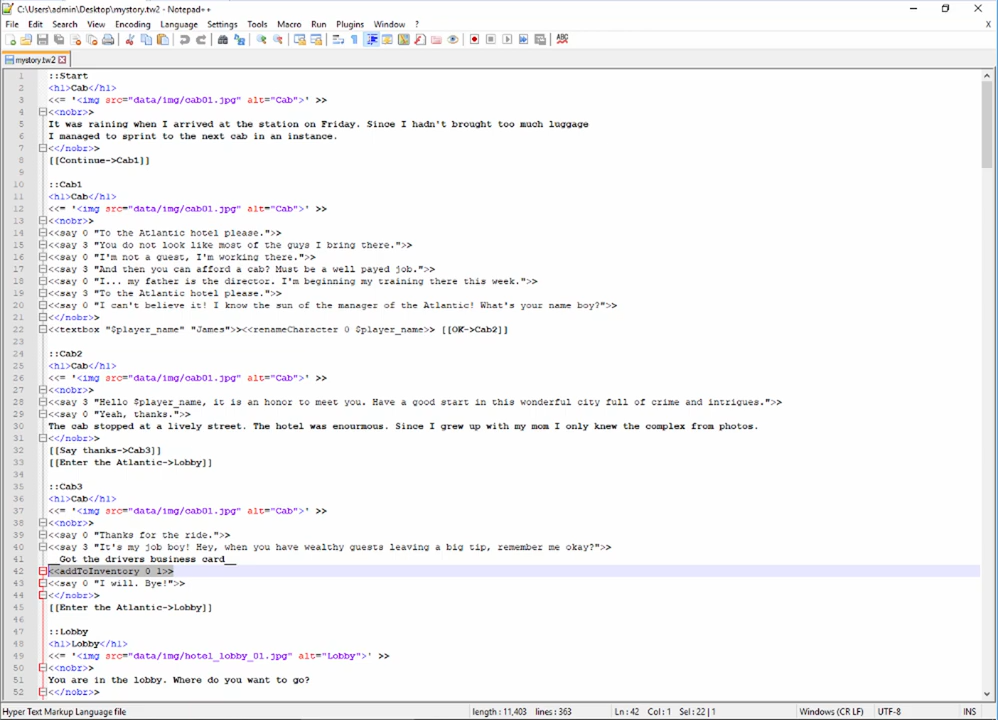 C:\Users\admin\Desktop\mystory.tw2 - Notepad++
File Edit Search View Encoding Language Settings Tools Macro Run Plugins Window ? X
ABC
mystory.tw2
1 ::Start
2 <h1>Cab</h1>
3 <<= '<img src="data/img/cab01.jpg" alt="Cab">' >>
4 <<nobr>>
5 It was raining when I arrived at the station on Friday. Since I hadn't brought too much luggage
6 I managed to sprint to the next cab in an instance.
7 <</nobr>>
8 [[Continue->Cab1]]
9
10 ::Cab1
11 <h1>Cab</h1>
12 <<= '<img src="data/img/cab01.jpg" alt="Cab">' >>
13 <<nobr>>
14 <<say 0 "To the Atlantic hotel please.">>
15 <<say 3 "You do not look like most of the guys I bring there.">>
16 <<say 0 "I'm not a guest, I'm working there.">>
17 <<say 3 "And then you can afford a cab? Must be a well payed job.">>
18 <<say 0 "I... my father is the director. I'm beginning my training there this week.">>
19 <<say 3 "To the Atlantic hotel please.">>
20 <<say 0 "I can't believe it! I know the sun of the manager of the Atlantic! What's your name boy?">>
21 <</nobr>>
22 <<textbox "$player_name" "James">><<renameCharacter 0 $player_name>> [[OK->Cab2]]
23
24 ::Cab2
25 <h1>Cab</h1>
26 <<= '<img src="data/img/cab01.jpg" alt="Cab">' >>
27 <<nobr>>
28 <<say 3 "Hello $player_name, it is an honor to meet you. Have a good start in this wonderful city full of crime and intrigues.">>
29 <<say 0 "Yeah, thanks.">>
30 The cab stopped at a lively street. The hotel was enourmous. Since I grew up with my mom I only knew the complex from photos.
31 <</nobr>>
32 [[Say thanks->Cab3]]
33 [[Enter the Atlantic->Lobby]]
34
35 ::Cab3
36 <h1>Cab</h1>
37 <<= '<img src="data/img/cab01.jpg" alt="Cab">' >>
38 <<nobr>>
39 <<say 0 "Thanks for the ride.">>
40 <<say 3 "It's my job boy! Hey, when you have wealthy guests leaving a big tip, remember me okay?">>
41 __Got the drivers business card__
42 <<addToInventory 0 1>>
43 <<say 0 "I will. Bye!">>
44 <</nobr>>
45 [[Enter the Atlantic->Lobby]]
46
47 ::Lobby
48 <h1>Lobby</h1>
49 <<= '<img src="data/img/hotel_lobby_01.jpg" alt="Lobby">' >>
50 <<nobr>>
51 You are in the lobby. Where do you want to go?
52 <</nobr>>
Hyper Text Markup Language file length : 11,403 lines : 363 Ln : 42 Col : 1 Sel : 22 | 1 Windows (CR LF) UTF-8 INS